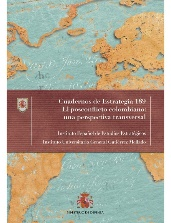 Cuadernos de Estrategia 189
El posconflicto colombiano:
una perspectiva transversal
Instituto Español de Estudios Estratégicos
Instituto Universitario General Gutiérrez Mellado
MINISTERIO DE DEFENSA